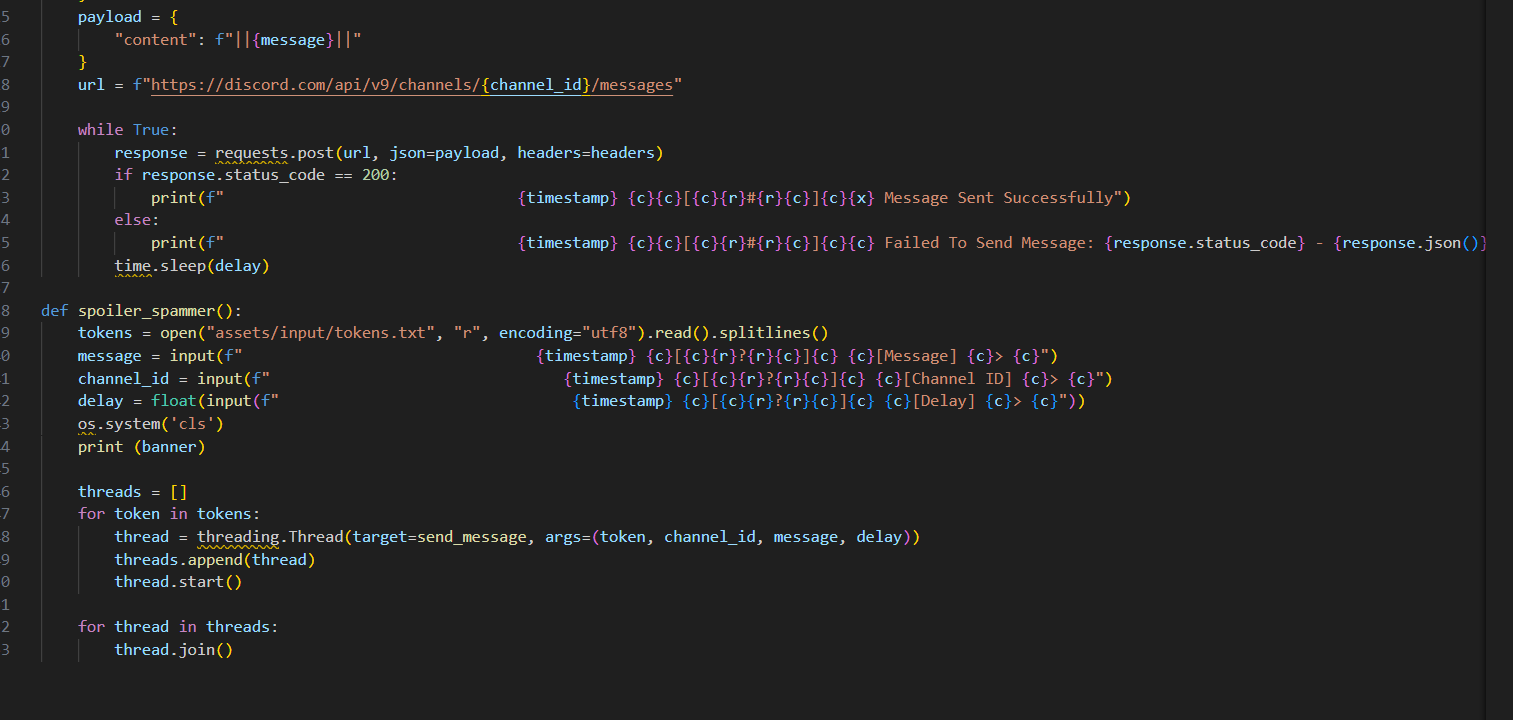 5 payload = {
6 "content": f"||{message}||"
7 }
8 url = f"https://discord.com/api/v9/channels/{channel_id}/messages"
9
0 while True:
1 response = requests.post(url, json=payload, headers=headers)
2 if response.status_code == 200:
3 print(f" {timestamp} {c}{c}[{c}{r}#{r}{c}]{c}{x} Message Sent Successfully")
4 else:
5 print(f" {timestamp} {c}{c}[{c}{r}#{r}{c}]{c}{c} Failed To Send Message: {response.status_code} - {response.json()}
6 time.sleep(delay)
7
8 def spoiler_spammer():
9 tokens = open("assets/input/tokens.txt", "r", encoding="utf8").read().splitlines()
0 message = input(f" {timestamp} {c}[{c}{r}?{r}{c}]{c} {c}[Message] {c}> {c}")
1 channel_id = input(f" {timestamp} {c}[{c}{r}?{r}{c}]{c} {c}[Channel ID] {c}> {c}")
2 delay = float(input(f" {timestamp} {c}[{c}{r}?{r}{c}]{c} {c}[Delay] {c}> {c}"))
3 os.system('cls')
4 print (banner)
5
6 threads = []
7 for token in tokens:
8 thread = threading.Thread(target=send_message, args=(token, channel_id, message, delay))
9 threads.append(thread)
0 thread.start()
1
2 for thread in threads:
3 thread.join()